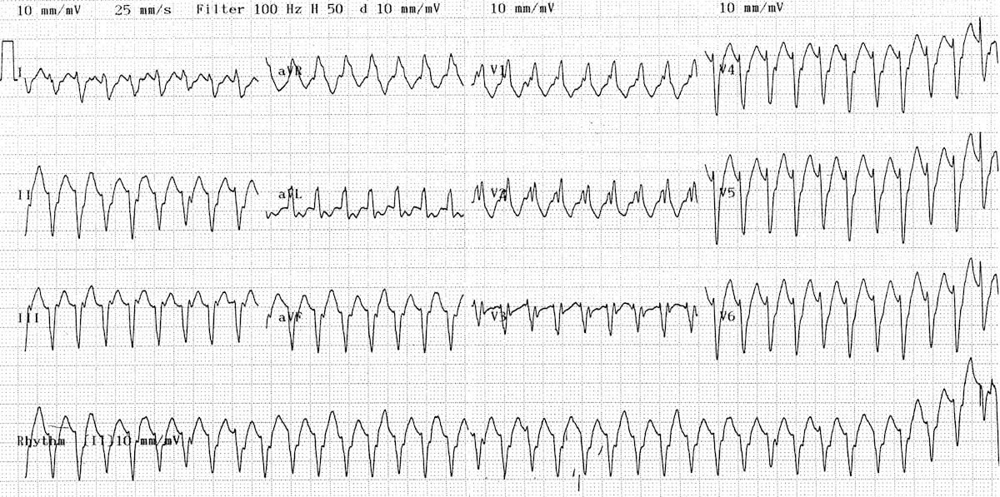 10 mm/mV 25 mm/s Filter 100 Hz H 50 d 10 mm/mV 10 mm/mV 10 mm/mV
I aVR V1 V4
II aVL V2 V5
III aVF V3 V6
Rhythm [II]10 mm/mV